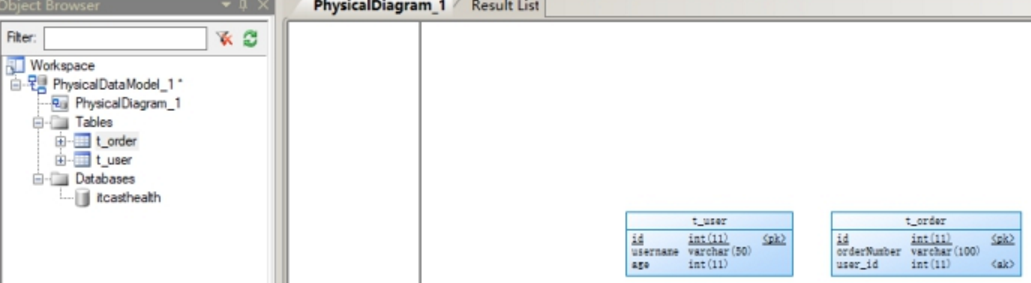 Object Browser
PhysicalDiagram_1
Result List
Filter:
Workspace
PhysicalDataModel_1 *
PhysicalDiagram_1
Tables
t_order
t_user
Databases
itcasthealth
t_user
id int(11) <pk>
username varchar(50)
age int(11)
t_order
id int(11) <pk>
orderNumber varchar(100)
user_id int(11) <ak>